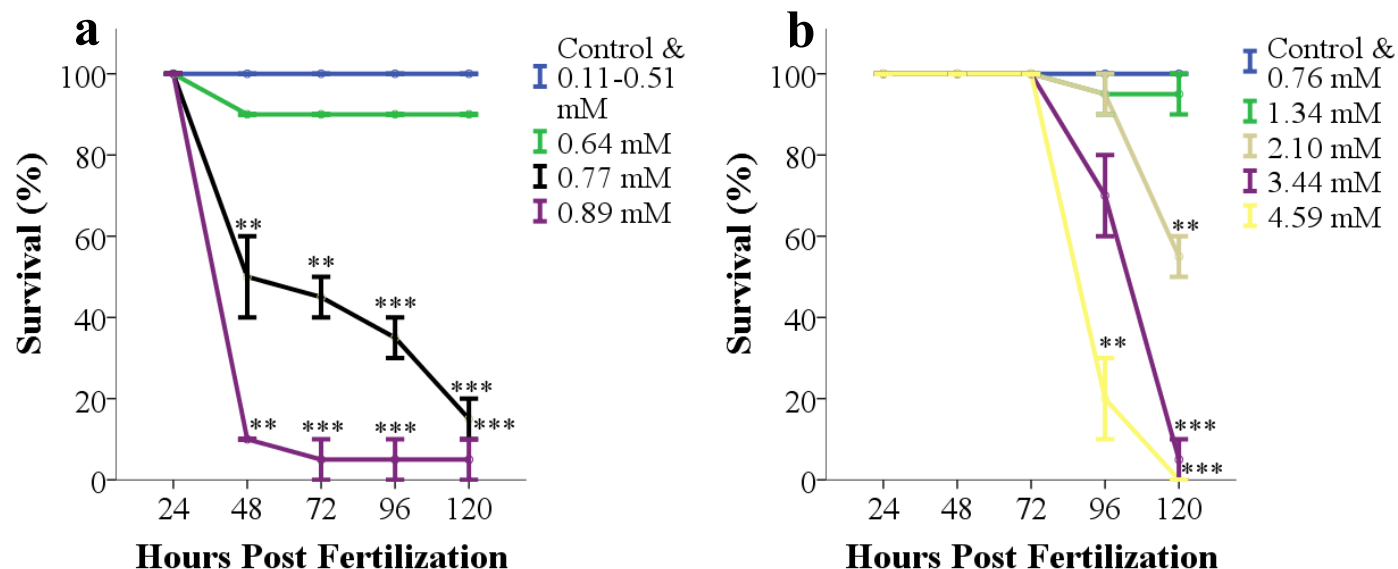 a
Control &
0.11-0.51
mM
0.64 mM
0.77 mM
0.89 mM
Survival (%)
100
80
60
40
20
0
**
**
***
***
**
***
***
***
24 48 72 96 120
Hours Post Fertilization
b
Control &
0.76 mM
1.34 mM
2.10 mM
3.44 mM
4.59 mM
Survival (%)
100
80
60
40
20
0
**
**
***
***
24 48 72 96 120
Hours Post Fertilization